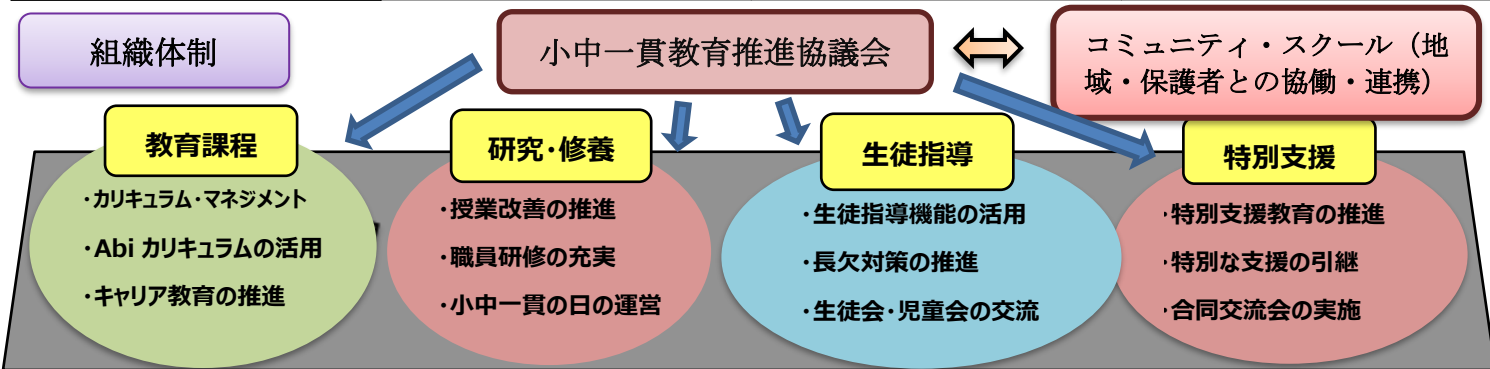 組織体制
小中一貫教育推進協議会
コミュニティ・スクール（地
域・保護者との協働・連携）
教育課程
・カリキュラム・マネジメント
・Abi カリキュラムの活用
・キャリア教育の推進
研究・修養
・授業改善の推進
・職員研修の充実
・小中一貫の日の運営
生徒指導
・生徒指導機能の活用
・長欠対策の推進
・生徒会・児童会の交流
特別支援
・特別支援教育の推進
・特別な支援の引継
・合同交流会の実施